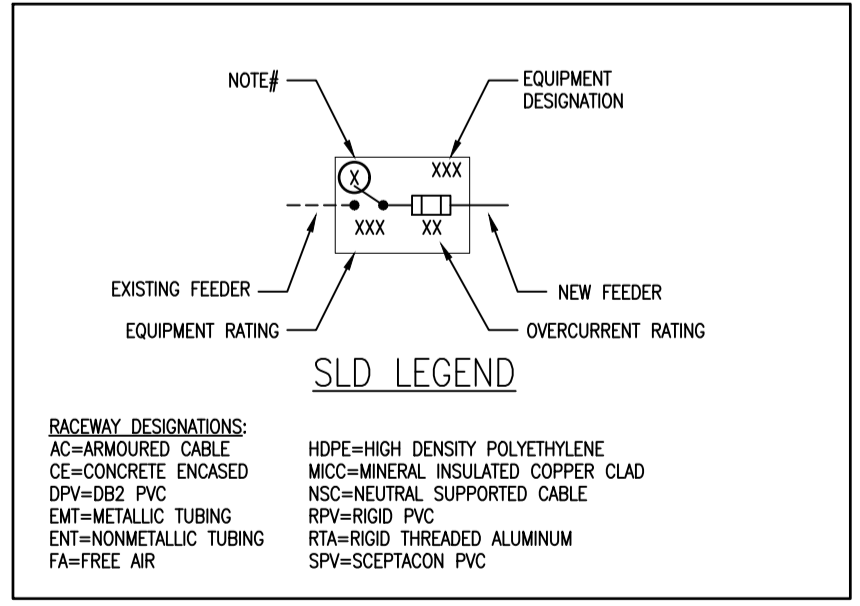 NOTE#
EQUIPMENT
DESIGNATION
X
XXX
XXX
XX
EXISTING FEEDER
NEW FEEDER
EQUIPMENT RATING
OVERCURRENT RATING
SLD LEGEND
RACEWAY DESIGNATIONS:
AC=ARMOURED CABLE
CE=CONCRETE ENCASED
DPV=DB2 PVC
EMT=METALLIC TUBING
ENT=NONMETALLIC TUBING
FA=FREE AIR
HDPE=HIGH DENSITY POLYETHYLENE
MICC=MINERAL INSULATED COPPER CLAD
NSC=NEUTRAL SUPPORTED CABLE
RPV=RIGID PVC
RTA=RIGID THREADED ALUMINUM
SPV=SCEPTACON PVC